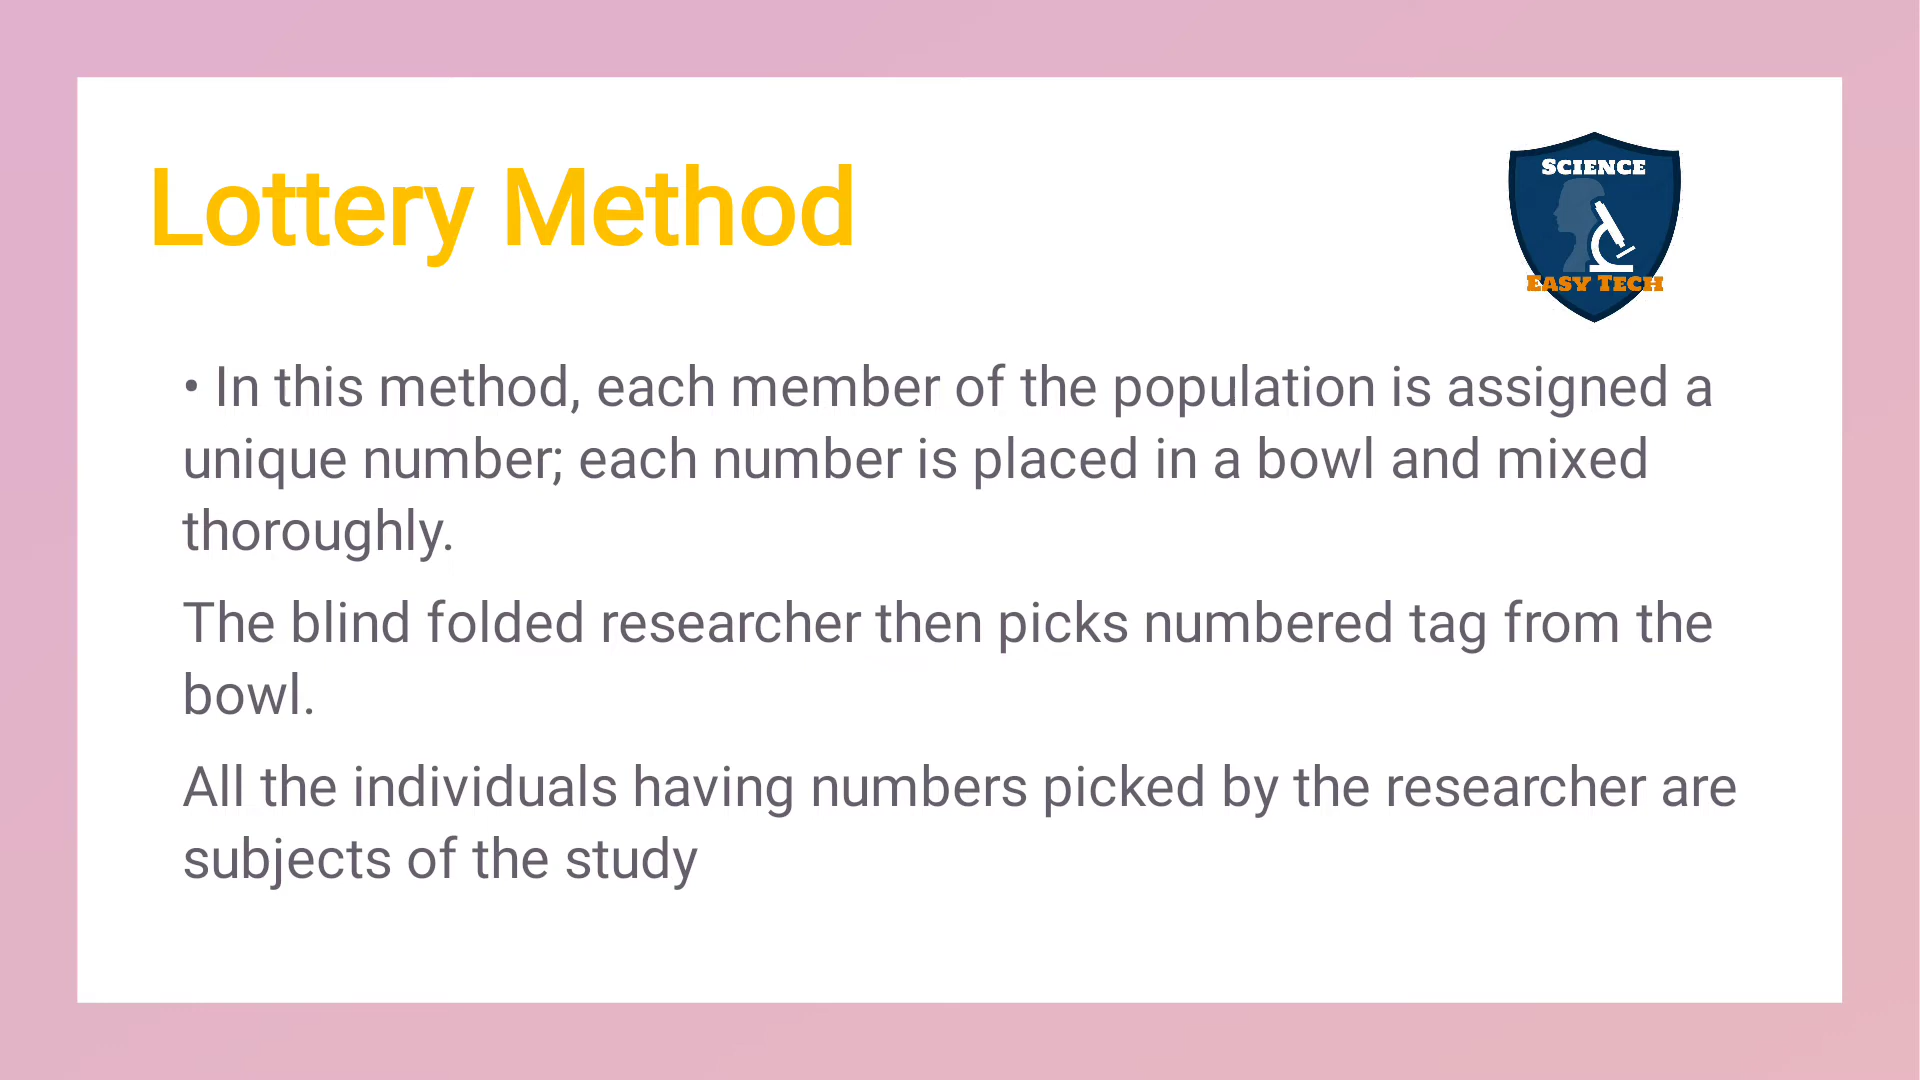 Lottery Method
SCIENCE
EASY TECH
• In this method, each member of the population is assigned a
unique number; each number is placed in a bowl and mixed
thoroughly.
The blind folded researcher then picks numbered tag from the
bowl.
All the individuals having numbers picked by the researcher are
subjects of the study